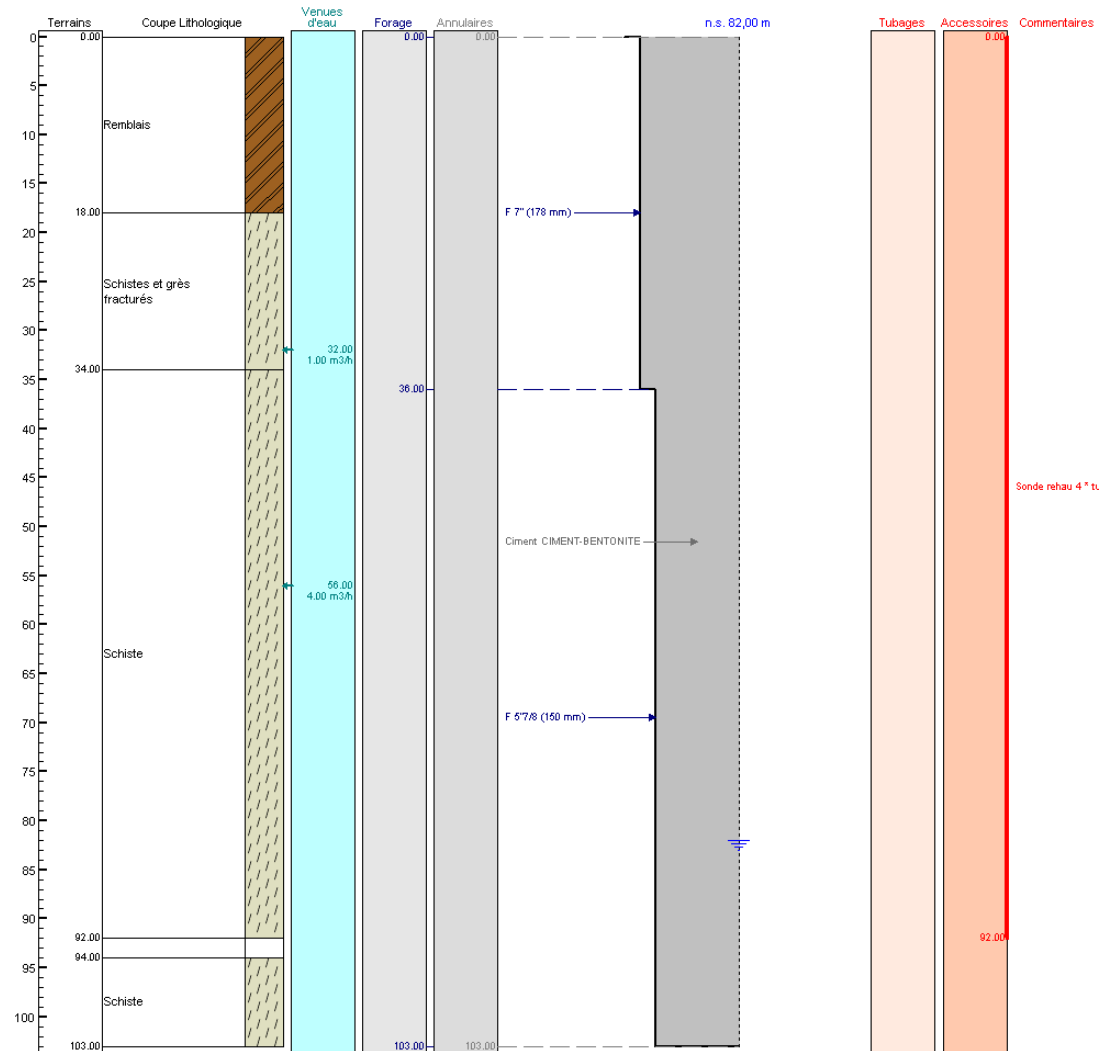 Terrains
Coupe Lithologique
Venues
d'eau
Forage
Annulaires
n.s. 82,00 m
Tubages
Accessoires
Commentaires
0
0.00
0.00
0.00
0.00
5
10
Remblais
15
18.00
F 7" (178 mm)
20
25
Schistes et grès
fracturés
30
32.00
1.00 m3/h
34.00
35
36.00
40
45
Sonde rehau 4 * tu
50
Ciment CIMENT-BENTONITE
55
56.00
4.00 m3/h
60
Schiste
65
70
F 5"7/8 (150 mm)
75
80
85
90
92.00
92.00
94.00
95
Schiste
100
103.00
103.00
103.00